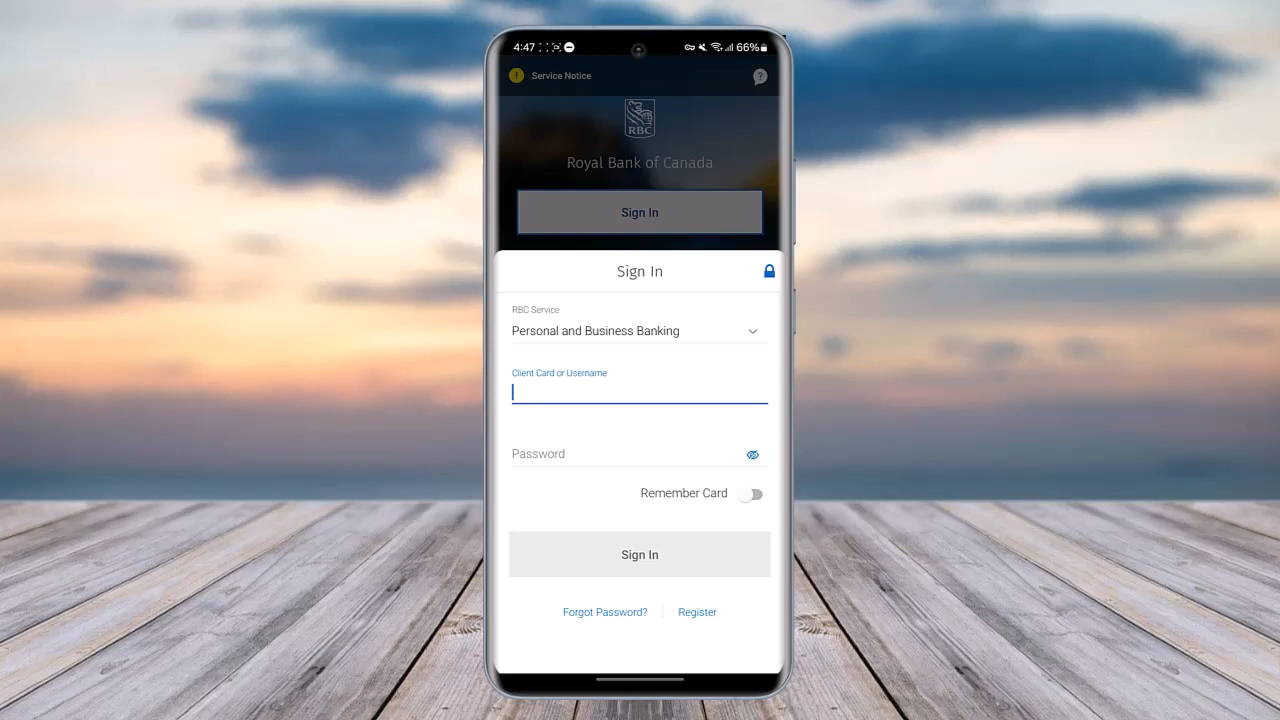 4:47
66%
Service Notice
?
RBC
Royal Bank of Canada
Sign In
Sign In
RBC Service
Personal and Business Banking
Client Card or Username
Password
Remember Card
Sign In
Forgot Password?
Register